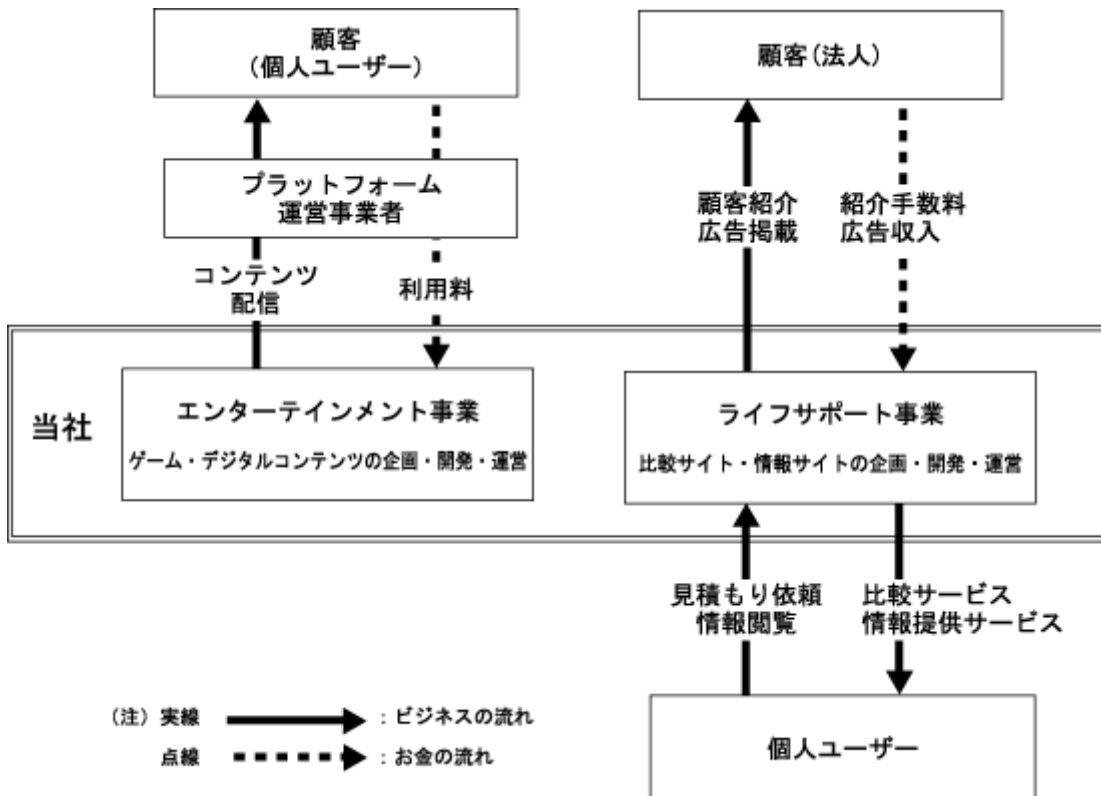 顧客
(個人ユーザー)
顧客(法人)
プラットフォーム
運営事業者
顧客紹介
広告掲載
紹介手数料
広告収入
コンテンツ
配信
利用料
当社
エンターテインメント事業
ゲーム・デジタルコンテンツの企画・開発・運営
ライフサポート事業
比較サイト・情報サイトの企画・開発・運営
見積もり依頼
情報閲覧
比較サービス
情報提供サービス
(注) 実線 :ビジネスの流れ
点線 :お金の流れ
個人ユーザー